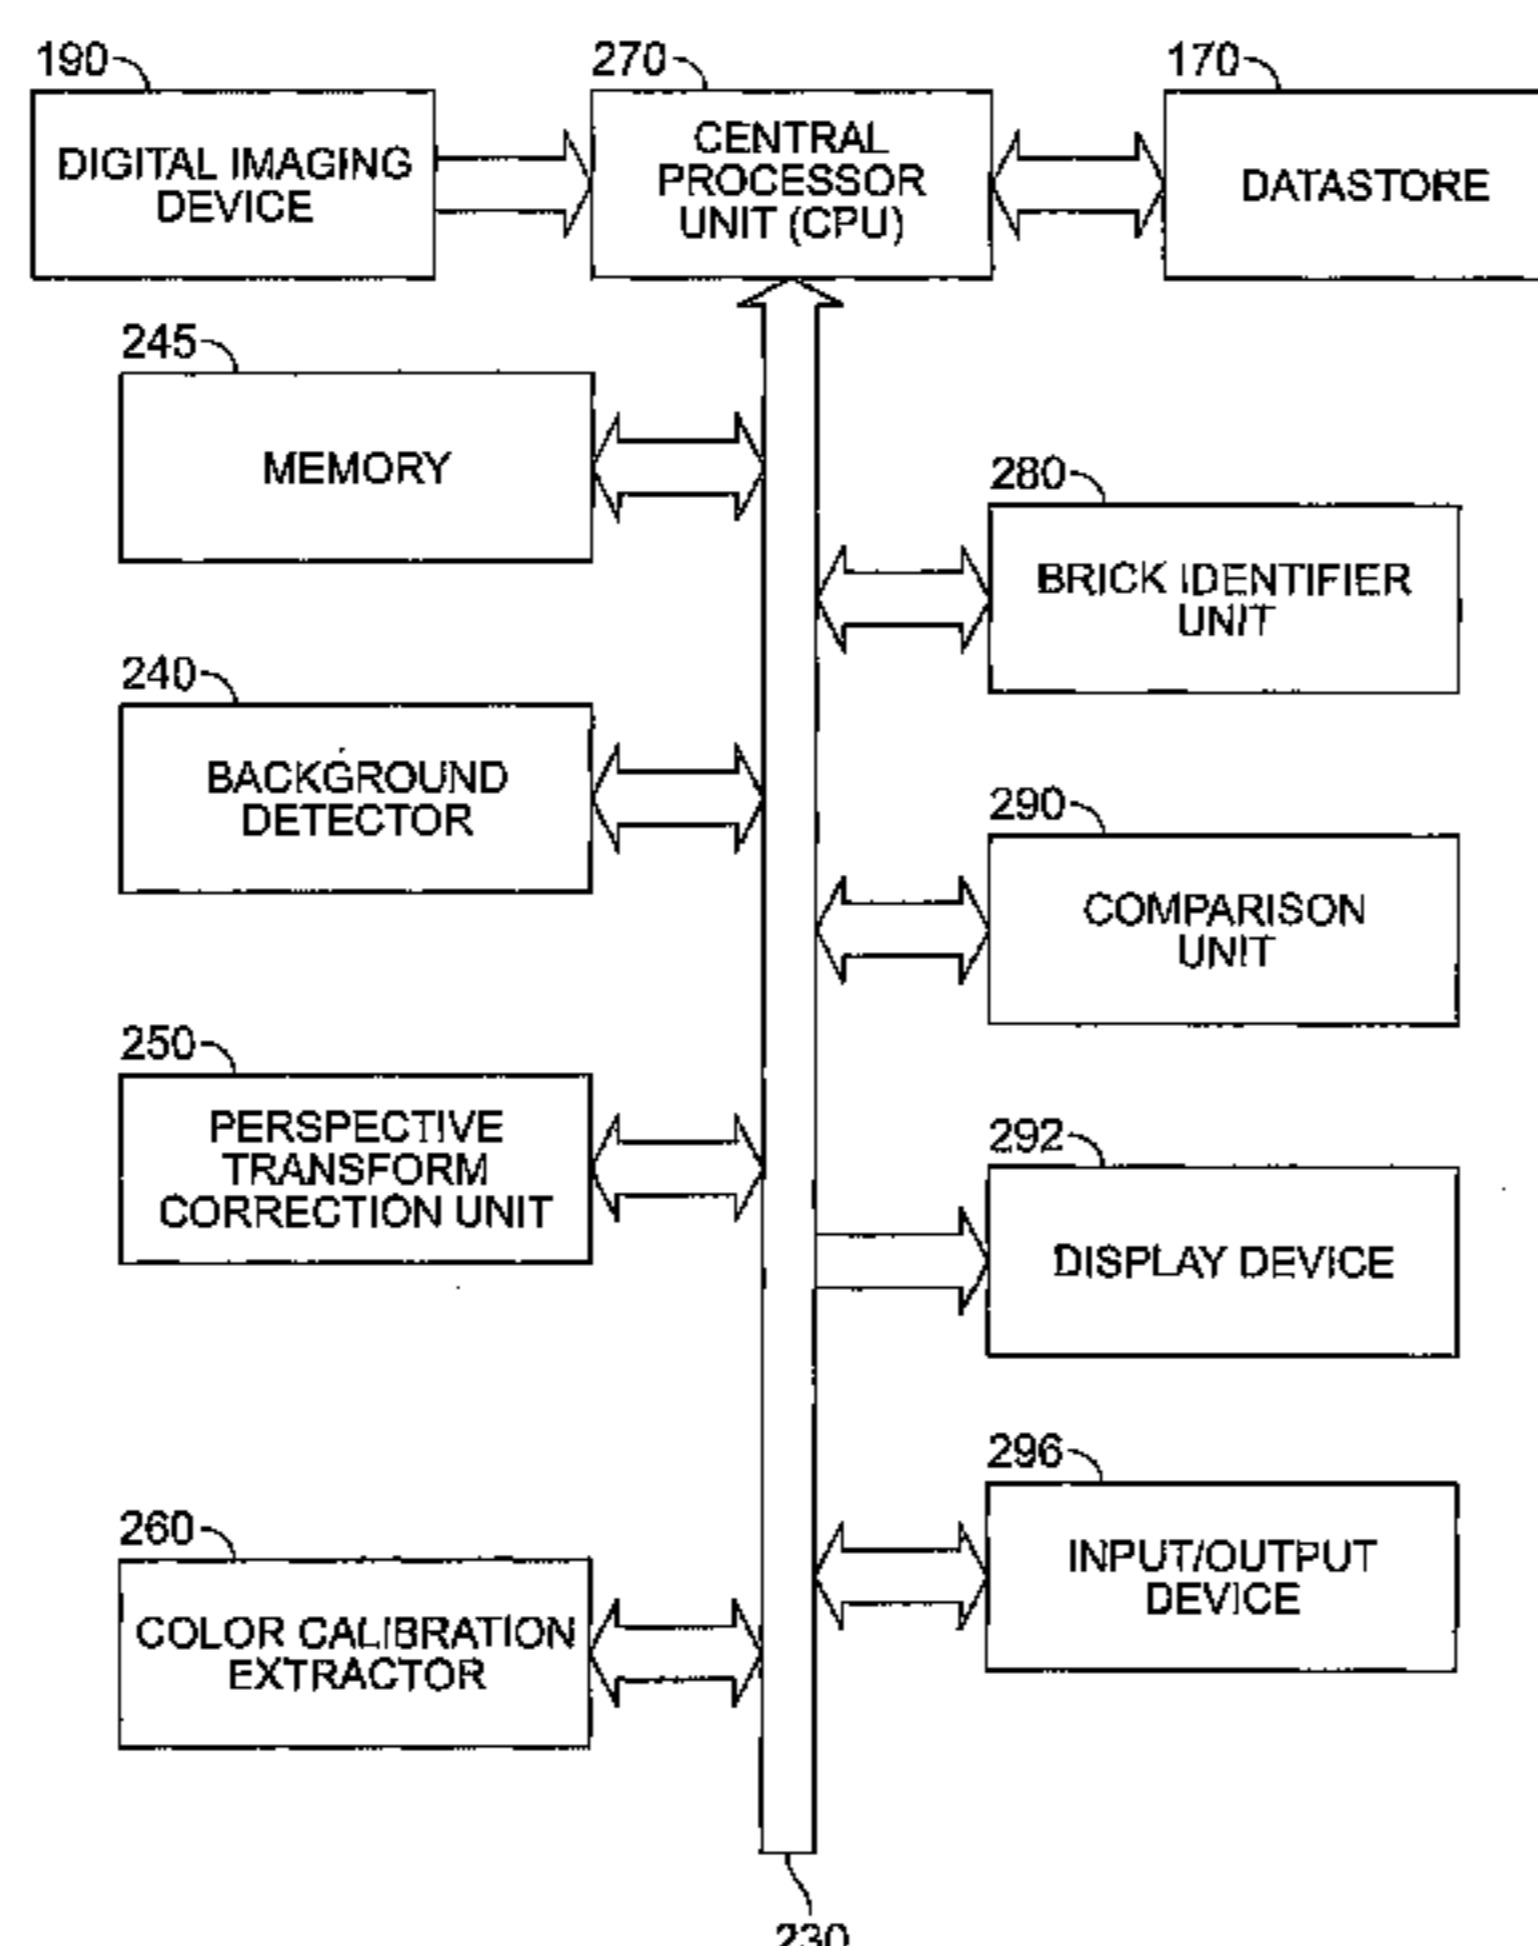 190
DIGITAL IMAGING
DEVICE
270
CENTRAL
PROCESSOR
UNIT (CPU)
170
DATASTORE
245
MEMORY
280
BRICK IDENTIFIER
UNIT
240
BACKGROUND
DETECTOR
290
COMPARISON
UNIT
250
PERSPECTIVE
TRANSFORM
CORRECTION UNIT
292
DISPLAY DEVICE
296
INPUT/OUTPUT
DEVICE
260
COLOR CALIBRATION
EXTRACTOR
230